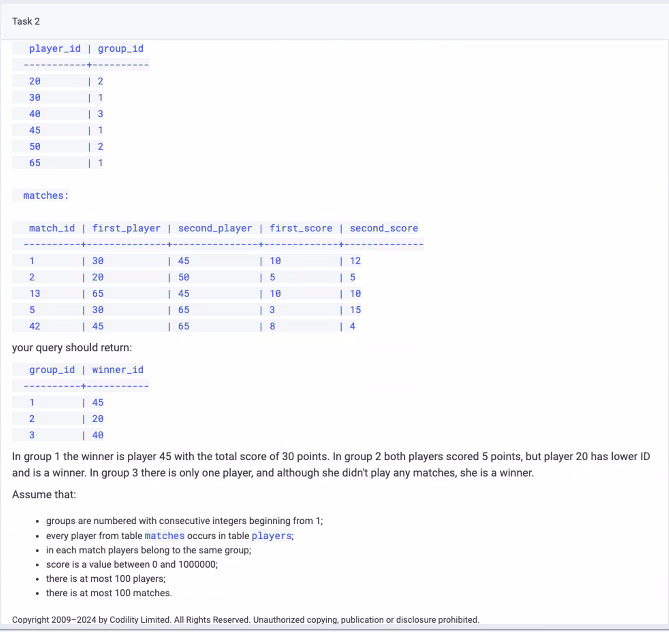 Task 2
player_id | group_id
-----------+----------
20 | 2
30 | 1
40 | 3
45 | 1
50 | 2
65 | 1
matches:
match_id | first_player | second_player | first_score | second_score
----------+--------------+---------------+-------------+--------------
1 | 30 | 45 | 10 | 12
2 | 20 | 50 | 5 | 5
13 | 65 | 45 | 10 | 10
5 | 30 | 65 | 3 | 15
42 | 45 | 65 | 8 | 4
your query should return:
group_id | winner_id
----------+-----------
1 | 45
2 | 20
3 | 40
In group 1 the winner is player 45 with the total score of 30 points. In group 2 both players scored 5 points, but player 20 has lower ID
and is a winner. In group 3 there is only one player, and although she didn't play any matches, she is a winner.
Assume that:
• groups are numbered with consecutive integers beginning from 1;
• every player from table matches occurs in table players;
• in each match players belong to the same group;
• score is a value between 0 and 1000000;
• there is at most 100 players;
• there is at most 100 matches.
Copyright 2009–2024 by Codility Limited. All Rights Reserved. Unauthorized copying, publication or disclosure prohibited.